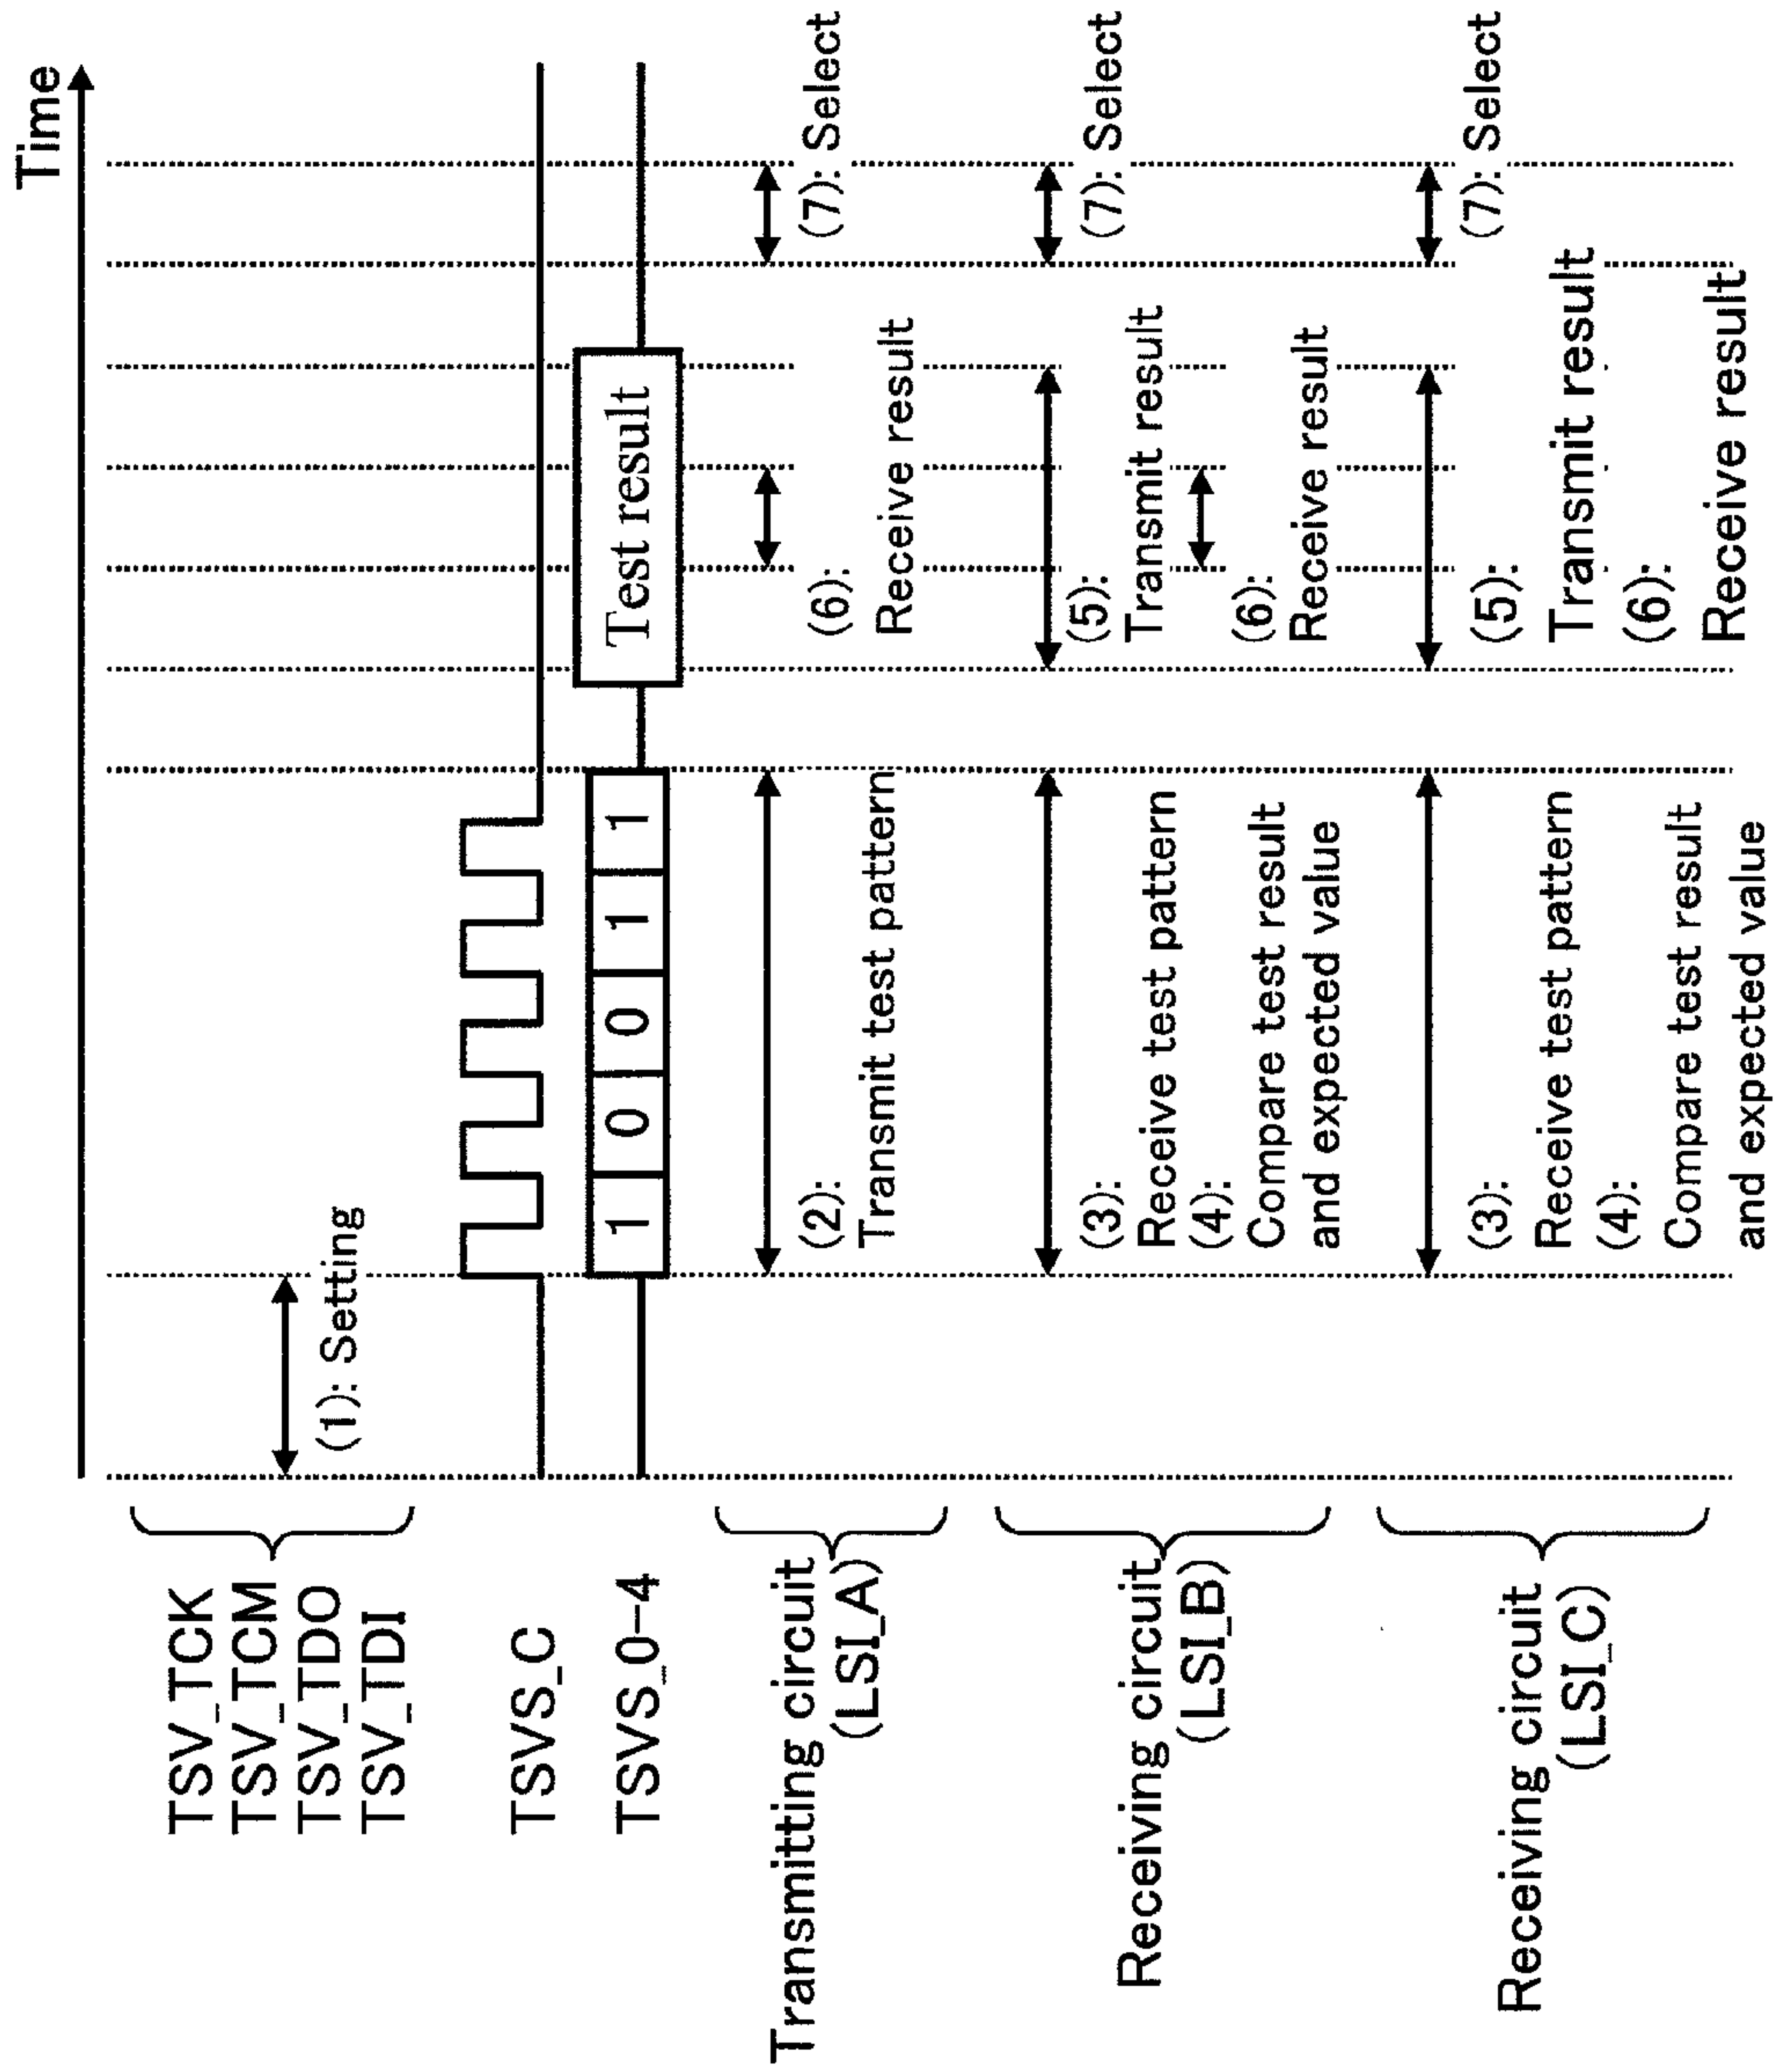 Time
TSV_TCK
TSV_TCM
TSV_TDO
TSV_TDI
(1): Setting
TSVS_C
TSVS_0-4
1 0 0 1 1
Test result
Transmitting circuit
(LSI_A)
(2):
Transmit test pattern
(6):
Receive result
(7): Select
Receiving circuit
(LSI_B)
(3):
Receive test pattern
(4):
Compare test result
and expected value
(5):
Transmit result
(6):
Receive result
(7): Select
Receiving circuit
(LSI_C)
(3):
Receive test pattern
(4):
Compare test result
and expected value
(5):
Transmit result
(6):
Receive result
(7): Select